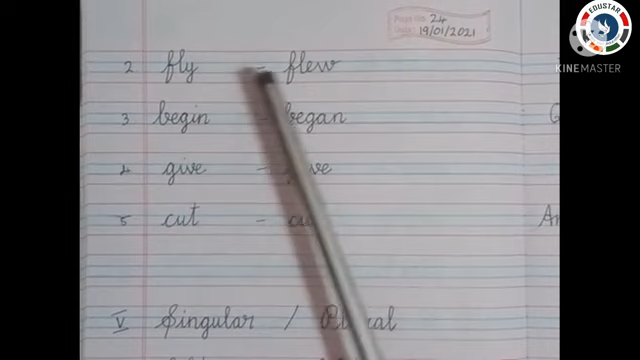 Page No. 24
Date: 19/01/2021
EDUSTAR
KINEMASTER
2 fly - flew
3 begin - began
4 give -
5 cut -
V Singular / Plural